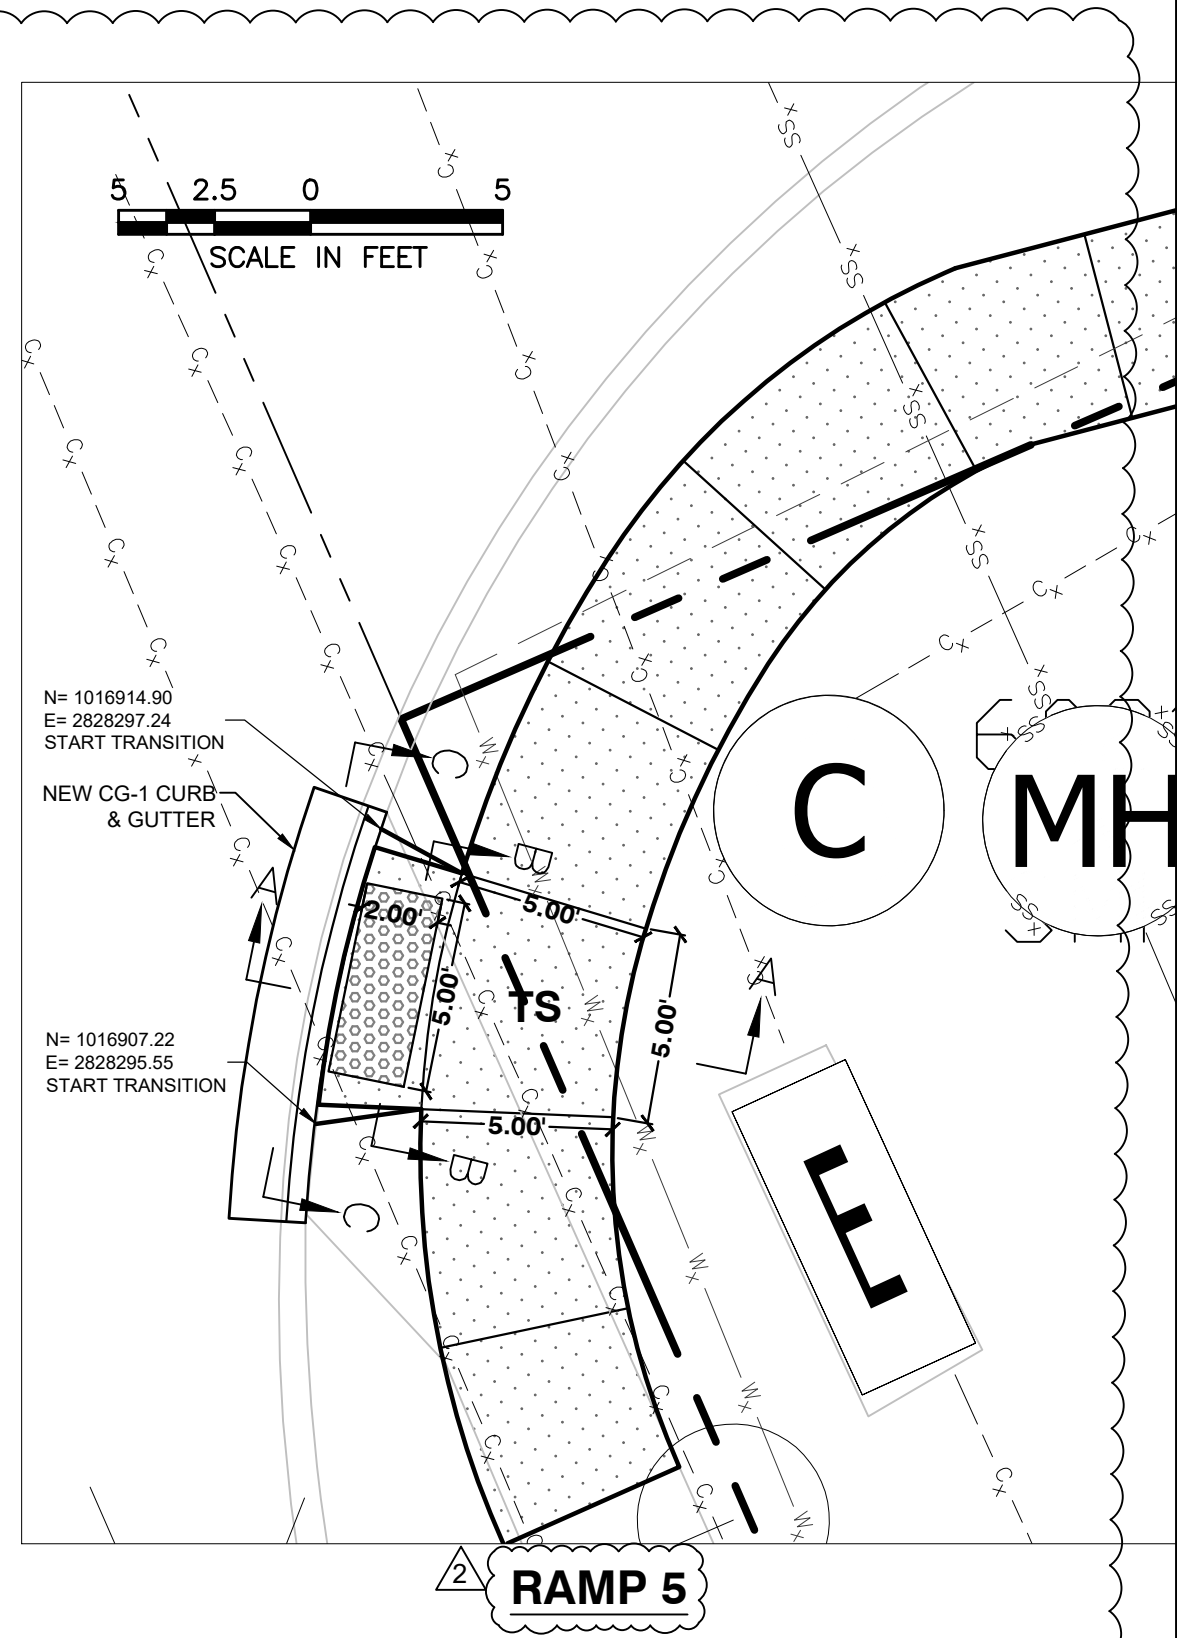 5 2.5 0 5
SCALE IN FEET
N= 1016914.90
E= 2828297.24
START TRANSITION
NEW CG-1 CURB
& GUTTER
N= 1016907.22
E= 2828295.55
START TRANSITION
C
B
A
2.00'
5.00'
5.00'
TS
5.00'
A
5.00'
B
C
C
MH
E
2
RAMP 5